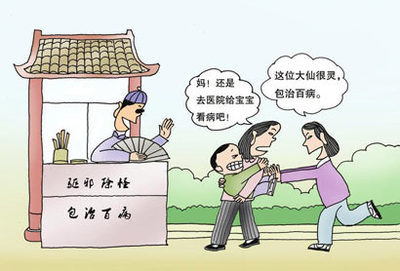 妈！还是
去医院给宝宝
看病吧！
这位大仙很灵，
包治百病。
驱邪除怪
包治百病